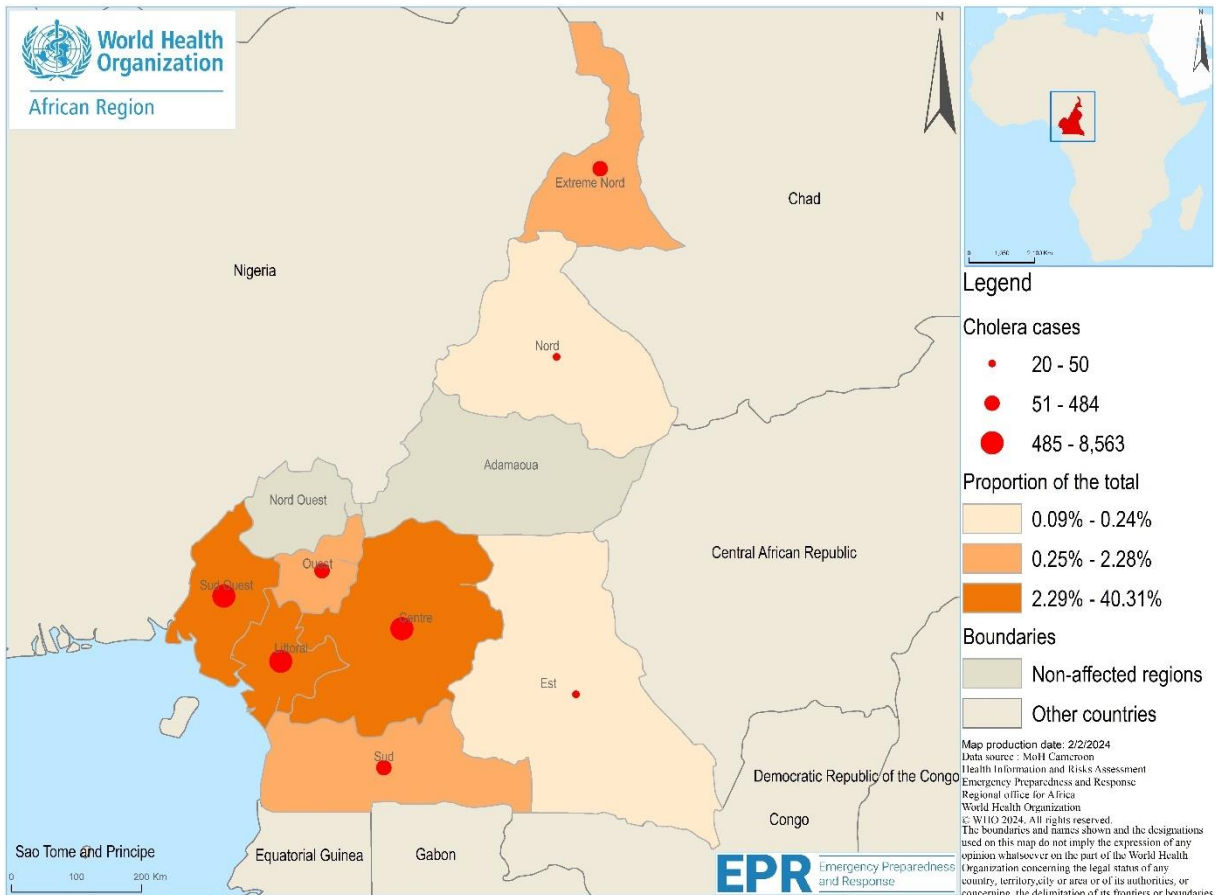 World Health
Organization
African Region
N
Extreme Nord
Chad
Nigeria
Nord
Adamaoua
Nord Ouest
Central African Republic
Ouest
Sud Ouest
Centre
Littoral
Est
Sud
Democratic Republic of the Congo
Congo
Sao Tome and Principe
Equatorial Guinea
Gabon
0 100 200 Km
EPR Emergency Preparedness
and Response
N
Legend
Cholera cases
20 - 50
51 - 484
485 - 8,563
Proportion of the total
0.09% - 0.24%
0.25% - 2.28%
2.29% - 40.31%
Boundaries
Non-affected regions
Other countries
Map production date: 2/2/2024
Data source : MoH Cameroon
Health Information and Risks Assessment
Emergency Preparedness and Response
Regional office for Africa
World Health Organization
© WHO 2024. All rights reserved.
The boundaries and names shown and the designations
used on this map do not imply the expression of any
opinion whatsoever on the part of the World Health
Organization concerning the legal status of any
country, territory,city or area or of its authorities, or
concerning the delimitation of its frontiers or boundaries